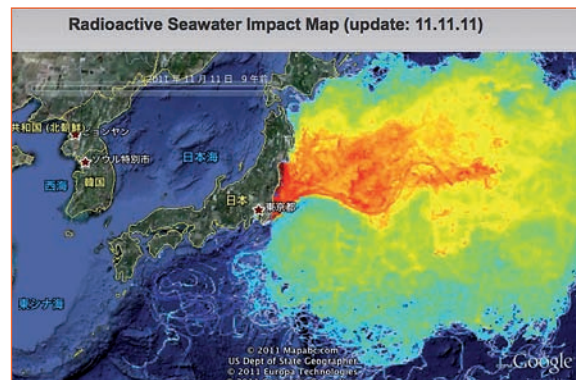 Radioactive Seawater Impact Map (update: 11.11.11)
2011年11月11日 9午前
共和国 (北朝鮮)
ピョンヤン
ソウル特別市
韓国
西海
日本海
日本
東京都
東シナ海
© 2011 Mapabc.com
US Dept of State Geographer
© 2011 Europa Technologies
Google